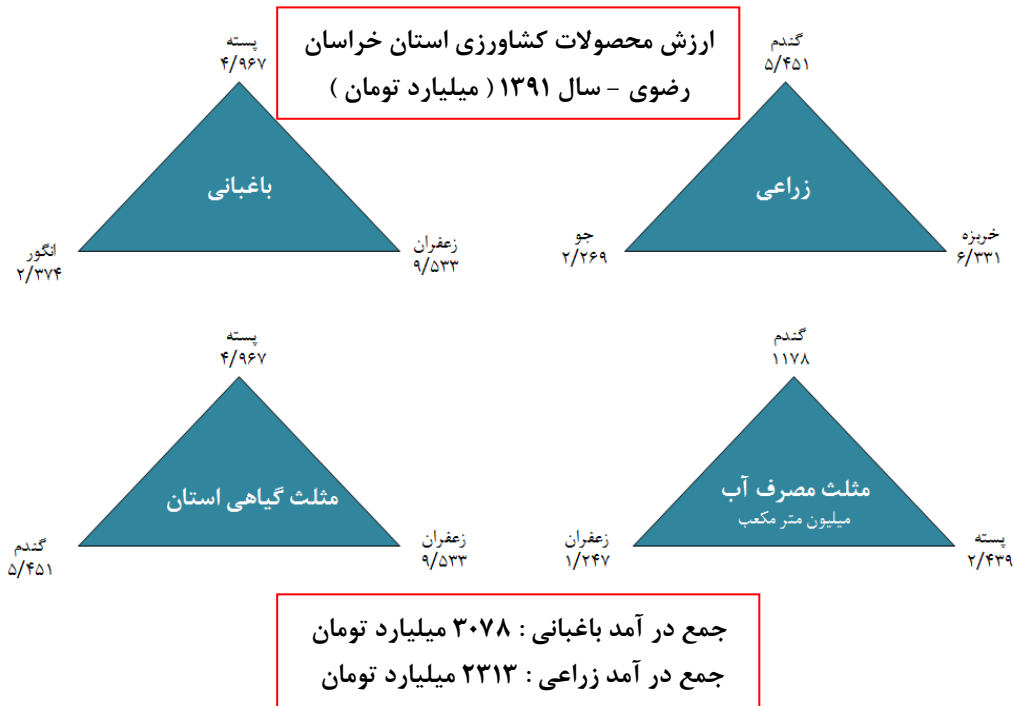 ارزش محصولات کشاورزی استان خراسان
رضوی - سال ۱۳۹۱ ( میلیارد تومان )
گندم
۵/۴۵۱
زراعی
خربزه
۶/۳۳۱
جو
۲/۲۶۹
پسته
۴/۹۶۷
باغبانی
زعفران
۹/۵۳۳
انگور
۲/۳۷۴
گندم
۱۱۷۸
مثلث مصرف آب
میلیون متر مکعب
پسته
۲/۴۳۹
زعفران
۱/۲۴۷
پسته
۴/۹۶۷
مثلث گیاهی استان
زعفران
۹/۵۳۳
گندم
۵/۴۵۱
جمع در آمد باغبانی : ۳۰۷۸ میلیارد تومان
جمع در آمد زراعی : ۲۳۱۳ میلیارد تومان